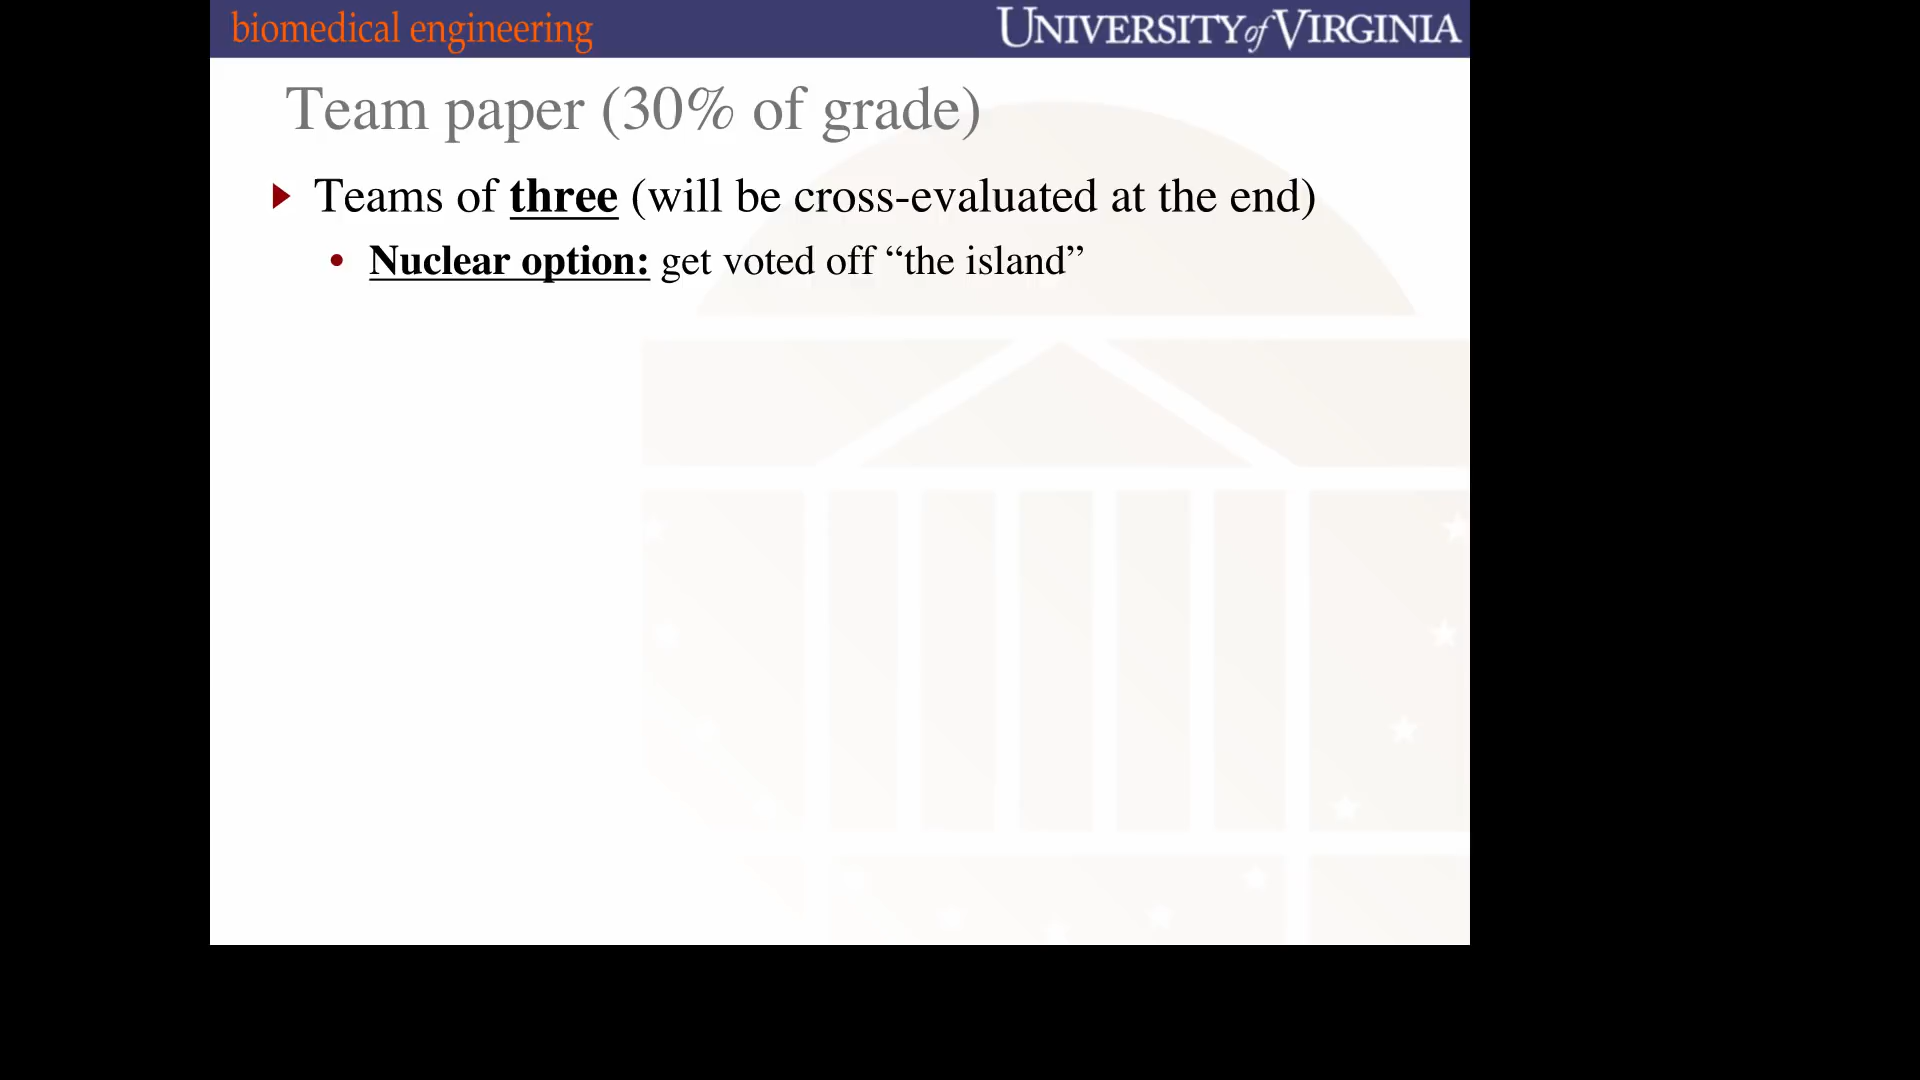 biomedical engineering
UNIVERSITY of VIRGINIA
Team paper (30% of grade)
Teams of three (will be cross-evaluated at the end)
Nuclear option: get voted off “the island”